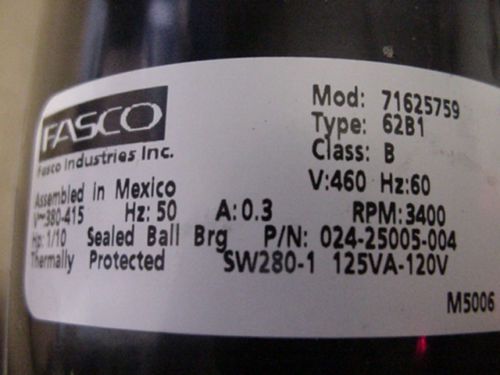 FASCO
Fasco Industries Inc.
Mod: 71625759
Type: 62B1
Class: B
V:460 Hz:60
Assembled in Mexico
V~380-415 Hz: 50 A: 0.3 RPM:3400
Hp: 1/10 Sealed Ball Brg P/N: 024-25005-004
Thermally Protected SW280-1 125VA-120V
M5006